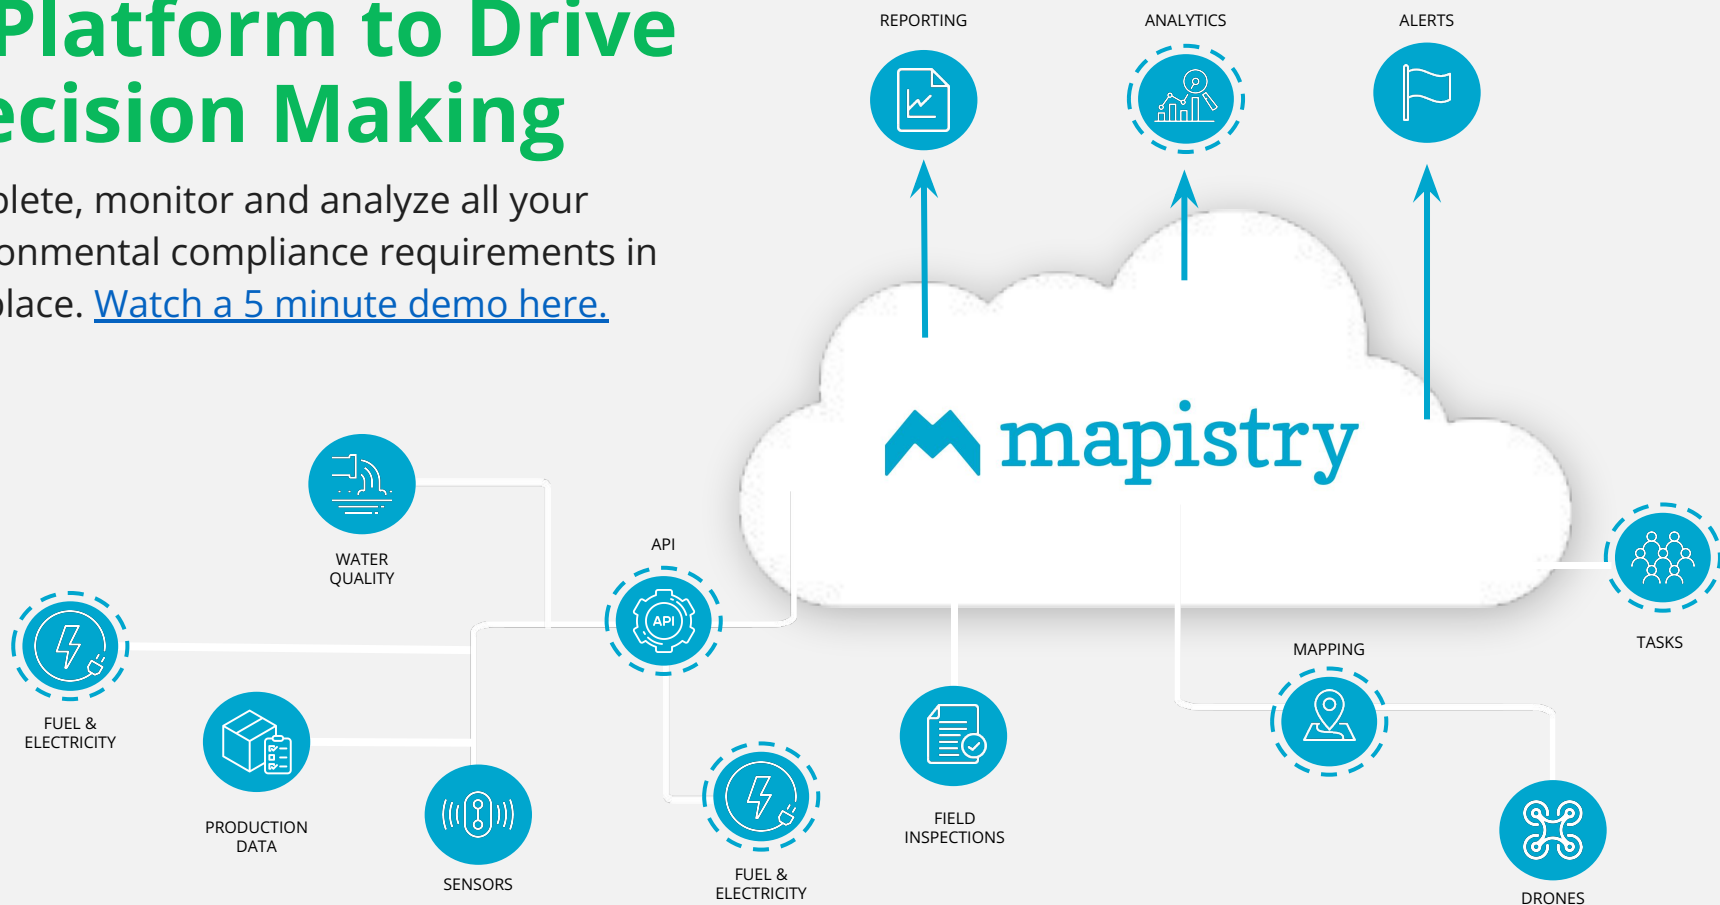 Platform to Drive
ecision Making
plete, monitor and analyze all your
onmental compliance requirements in
place. Watch a 5 minute demo here.
REPORTING
ANALYTICS
ALERTS
mapistry
WATER
QUALITY
API
API
FUEL &
ELECTRICITY
PRODUCTION
DATA
SENSORS
FUEL &
ELECTRICITY
FIELD
INSPECTIONS
MAPPING
TASKS
DRONES